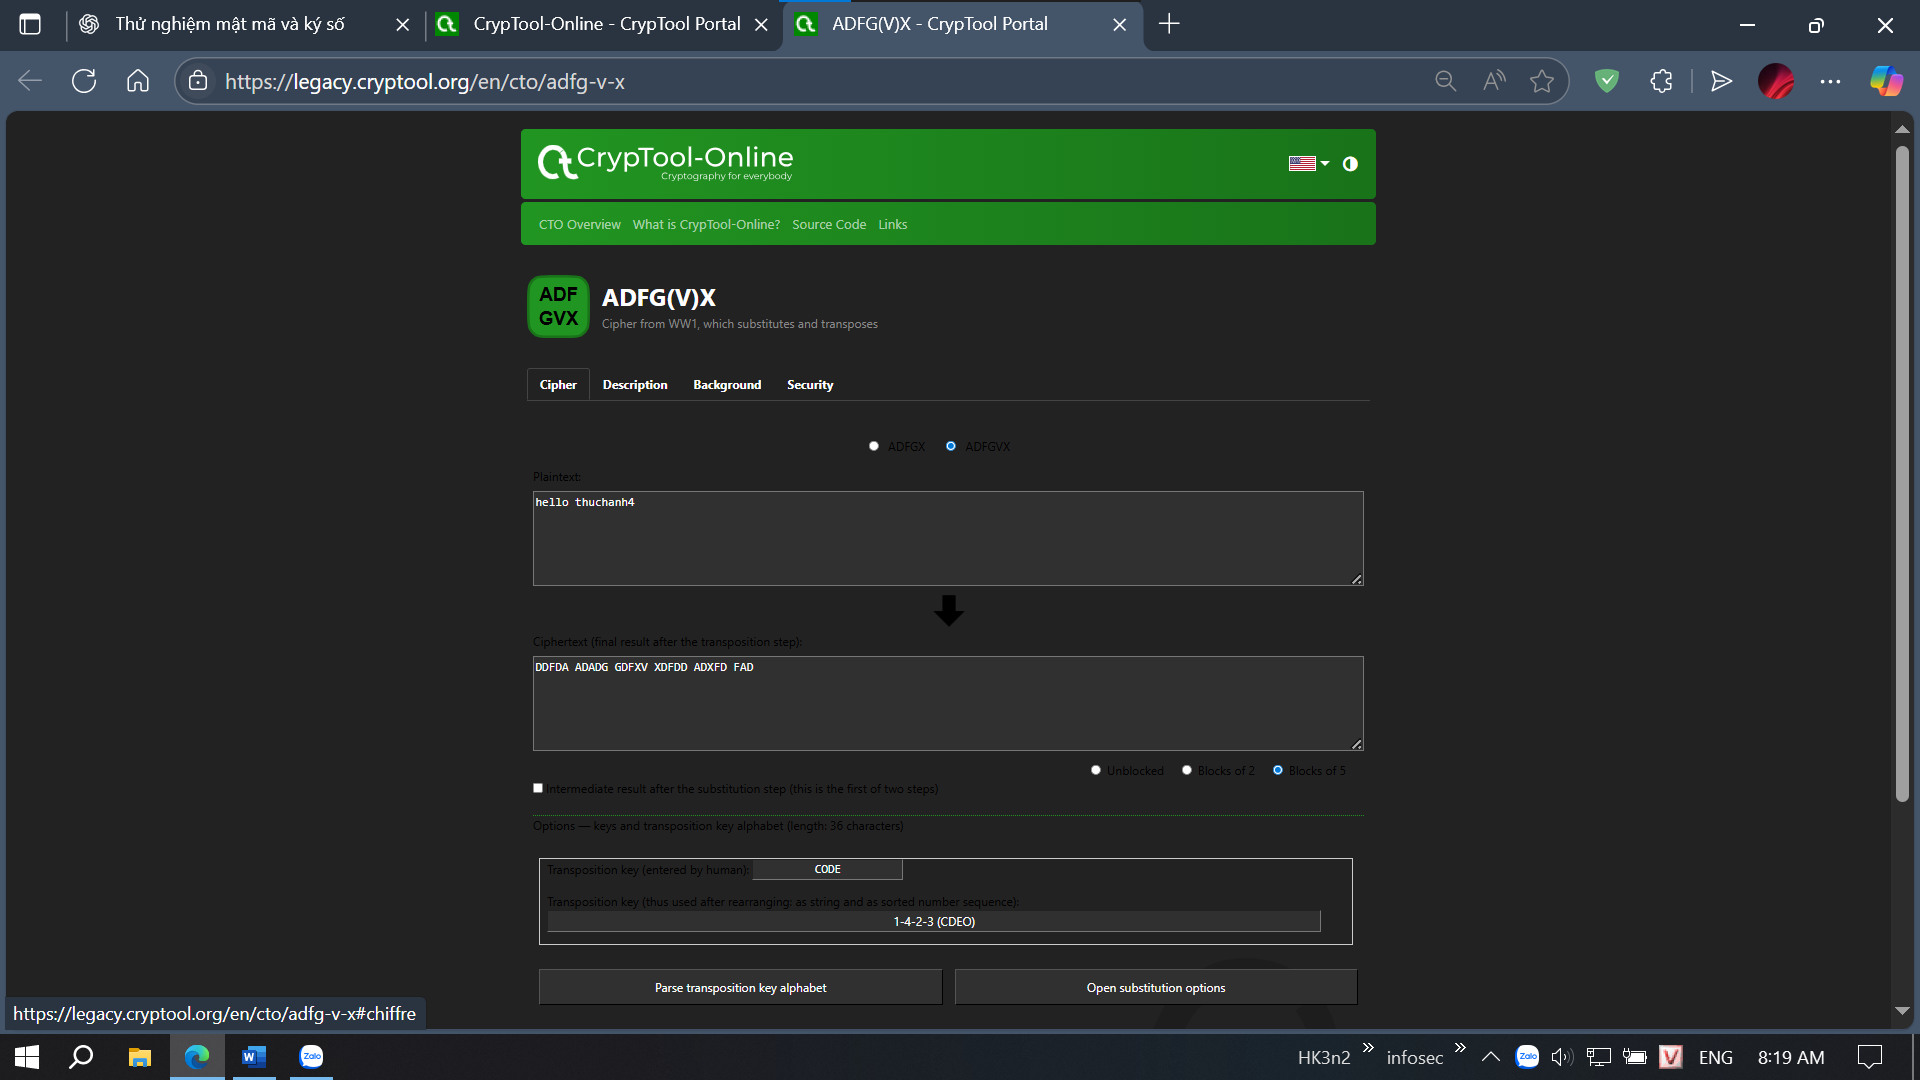 Thử nghiệm mật mã và ký số
CrypTool-Online - CrypTool Portal
ADFG(V)X - CrypTool Portal
https://legacy.cryptool.org/en/cto/adfg-v-x
CrypTool-Online
Cryptography for everybody
CTO Overview What is CrypTool-Online? Source Code Links
ADF
GVX
ADFG(V)X
Cipher from WW1, which substitutes and transposes
Cipher Description Background Security
ADFGX ADFGVX
Plaintext:
hello thuchanh4
Ciphertext (final result after the transposition step):
DDFDA ADADG GDFXV XDFDD ADXFD FAD
Unblocked Blocks of 2 Blocks of 5
Intermediate result after the substitution step (this is the first of two steps)
Options — keys and transposition key alphabet (length: 36 characters)
Transposition key (entered by human): CODE
Transposition key (thus used after rearranging: as string and as sorted number sequence):
1-4-2-3 (CDEO)
Parse transposition key alphabet
Open substitution options
https://legacy.cryptool.org/en/cto/adfg-v-x#chiffre
Zalo
HK3n2
infosec
Zalo
V
ENG
8:19 AM